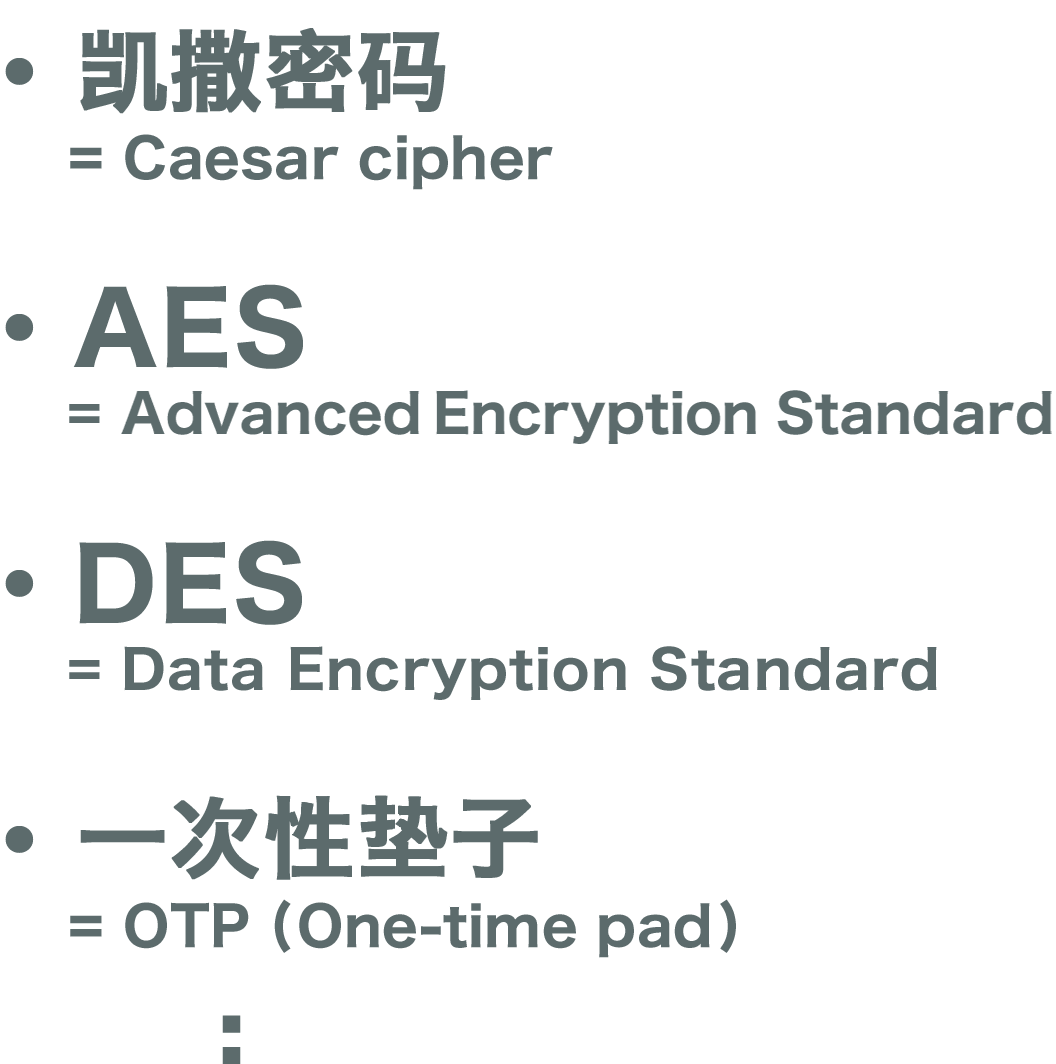 • 凯撒密码
= Caesar cipher
• AES
= Advanced Encryption Standard
• DES
= Data Encryption Standard
• 一次性垫子
= OTP (One-time pad)
⋮